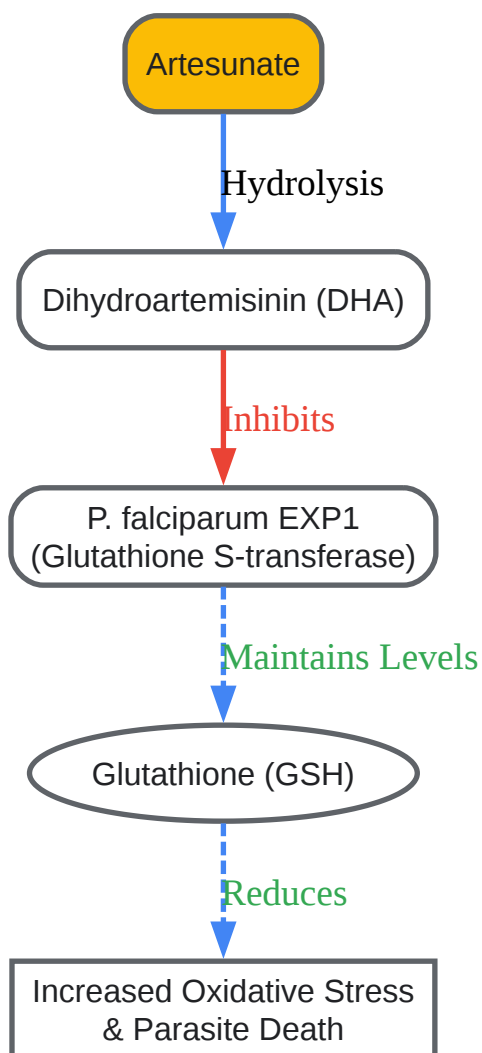 Artesunate
Hydrolysis
Dihydroartemisinin (DHA)
Inhibits
P. falciparum EXP1
(Glutathione S-transferase)
Maintains Levels
Glutathione (GSH)
Reduces
Increased Oxidative Stress
& Parasite Death